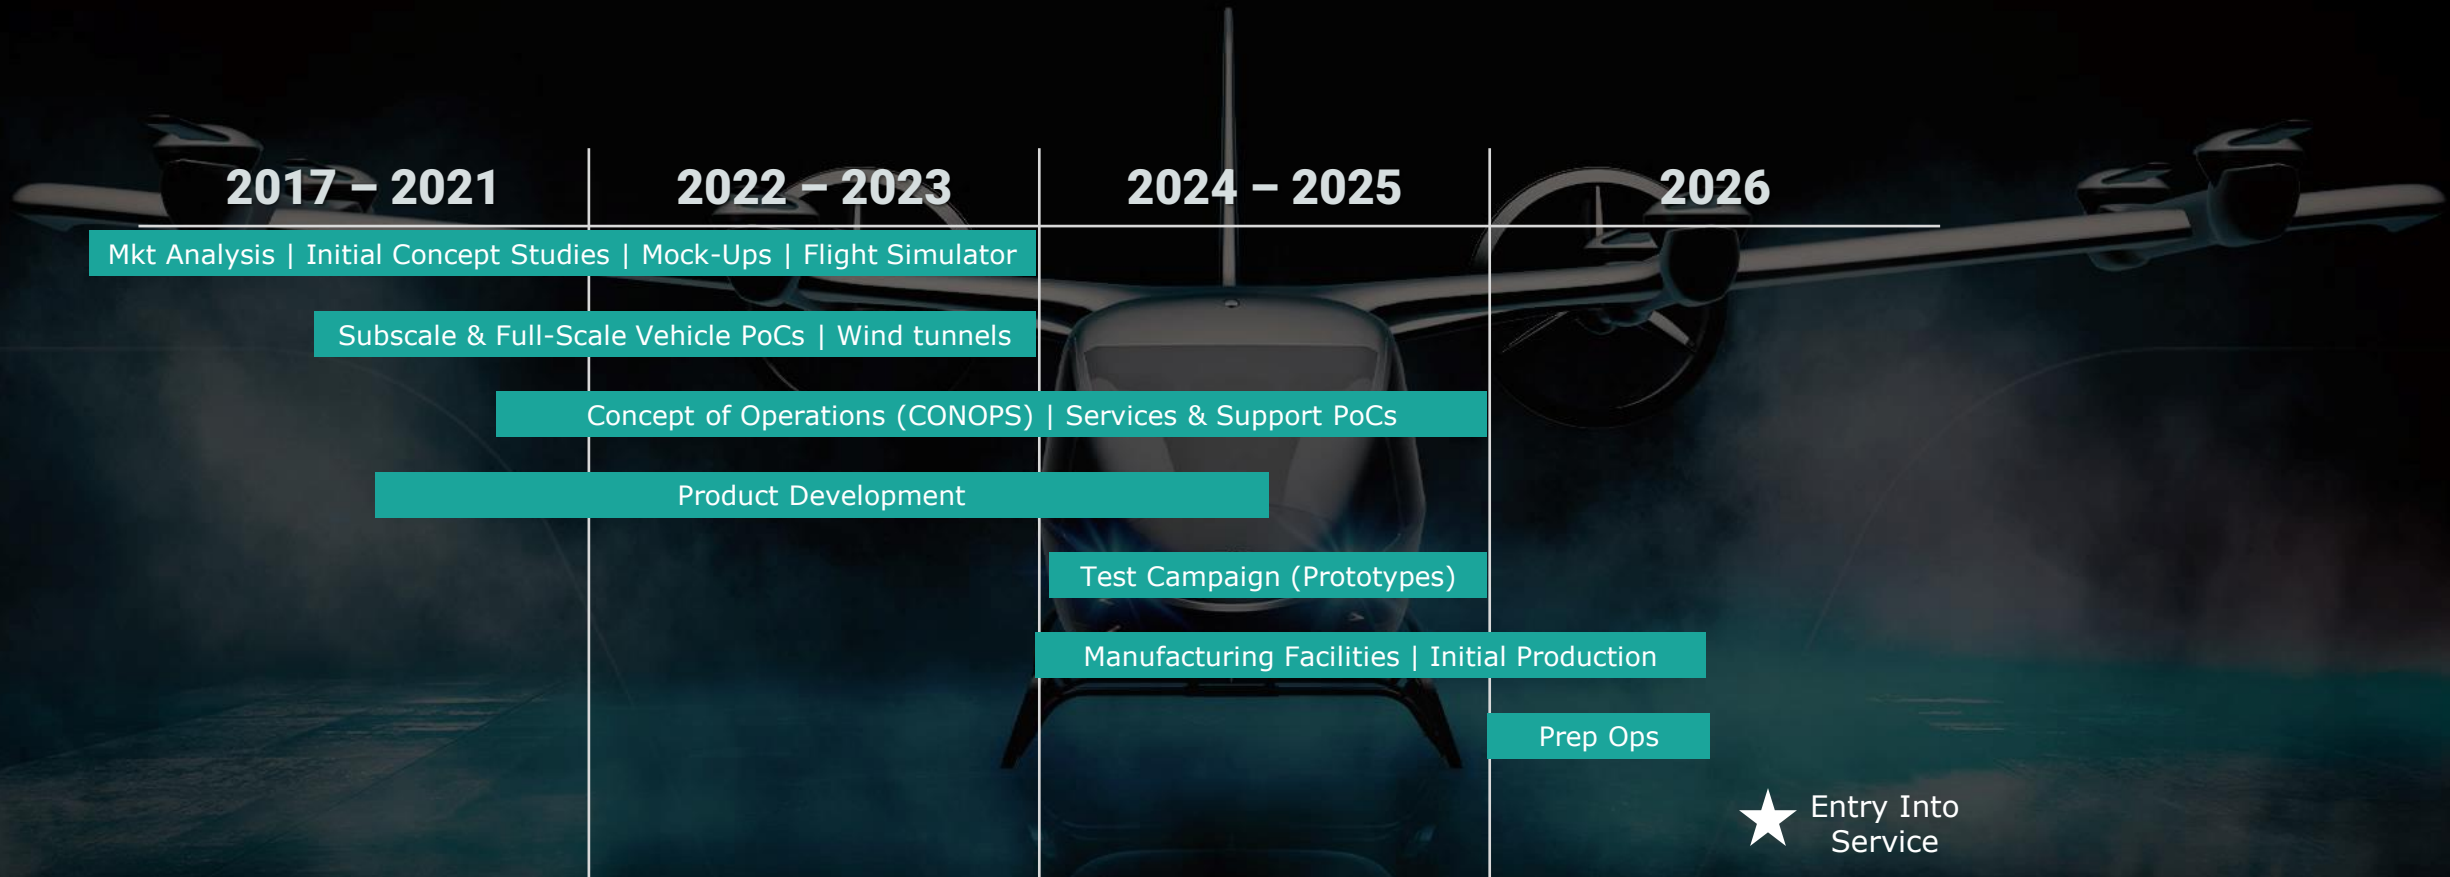 2017 – 2021
2022 – 2023
2024 – 2025
2026
Mkt Analysis | Initial Concept Studies | Mock-Ups | Flight Simulator
Subscale & Full-Scale Vehicle PoCs | Wind tunnels
Concept of Operations (CONOPS) | Services & Support PoCs
Product Development
Test Campaign (Prototypes)
Manufacturing Facilities | Initial Production
Prep Ops
Entry Into
Service